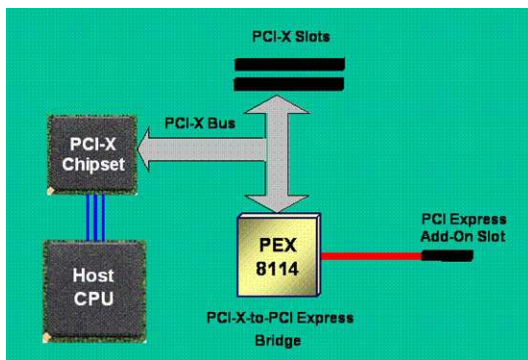 PCI-X Slots
PCI-X Bus
PCI-X
Chipset
PCI Express
Add-On Slot
PEX
8114
Host
CPU
PCI-X-to-PCI Express
Bridge